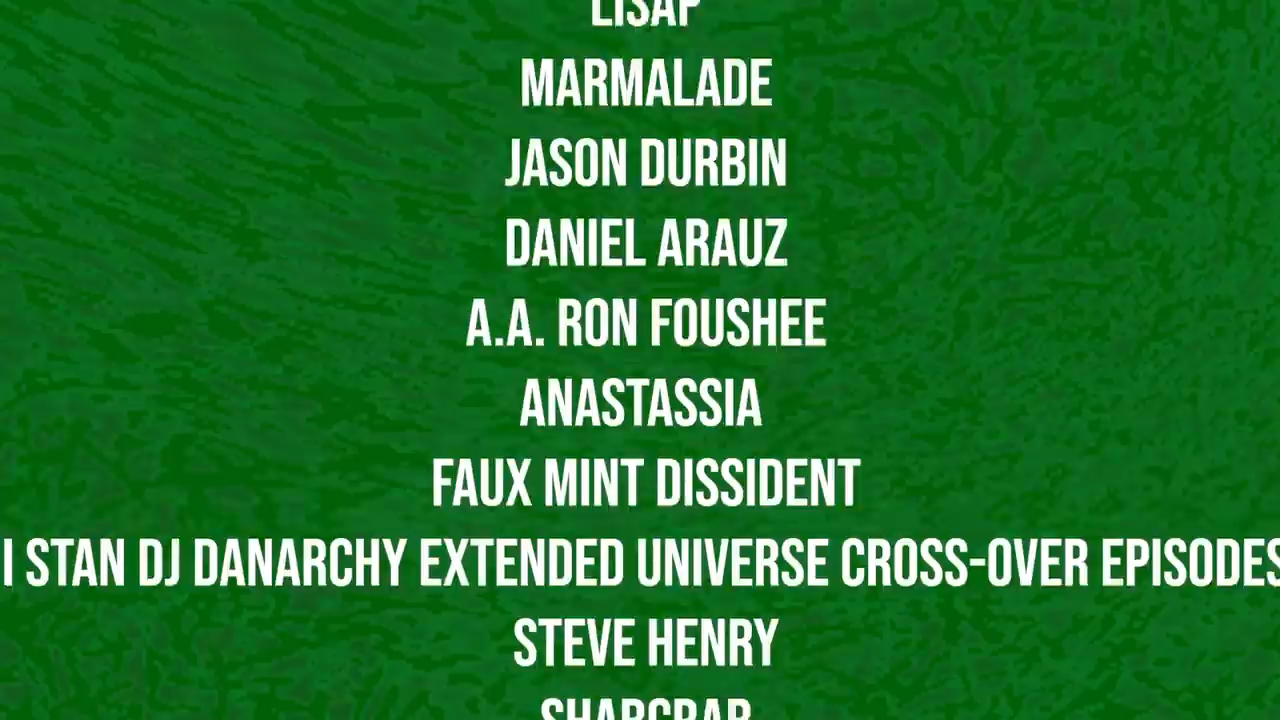 LISAP
MARMALADE
JASON DURBIN
DANIEL ARAUZ
A.A. RON FOUSHEE
ANASTASSIA
FAUX MINT DISSIDENT
I STAN DJ DANARCHY EXTENDED UNIVERSE CROSS-OVER EPISODES
STEVE HENRY